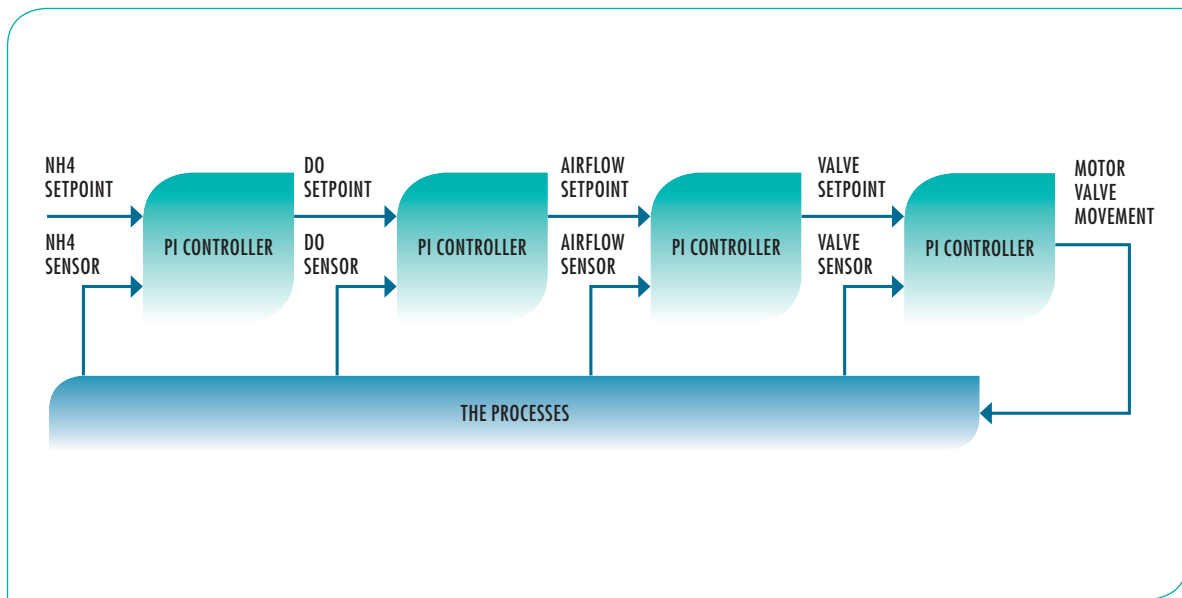 NH4
SETPOINT
DO
SETPOINT
AIRFLOW
SETPOINT
VALVE
SETPOINT
MOTOR
VALVE
MOVEMENT
NH4
SENSOR
PI CONTROLLER
DO
SENSOR
PI CONTROLLER
AIRFLOW
SENSOR
PI CONTROLLER
VALVE
SENSOR
PI CONTROLLER
THE PROCESSES